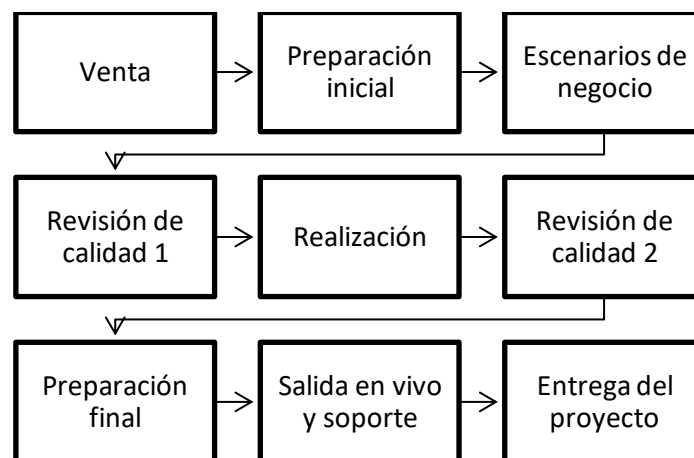 Venta
Preparación
inicial
Escenarios de
negocio
Revisión de
calidad 1
Realización
Revisión de
calidad 2
Preparación
final
Salida en vivo
y soporte
Entrega del
proyecto